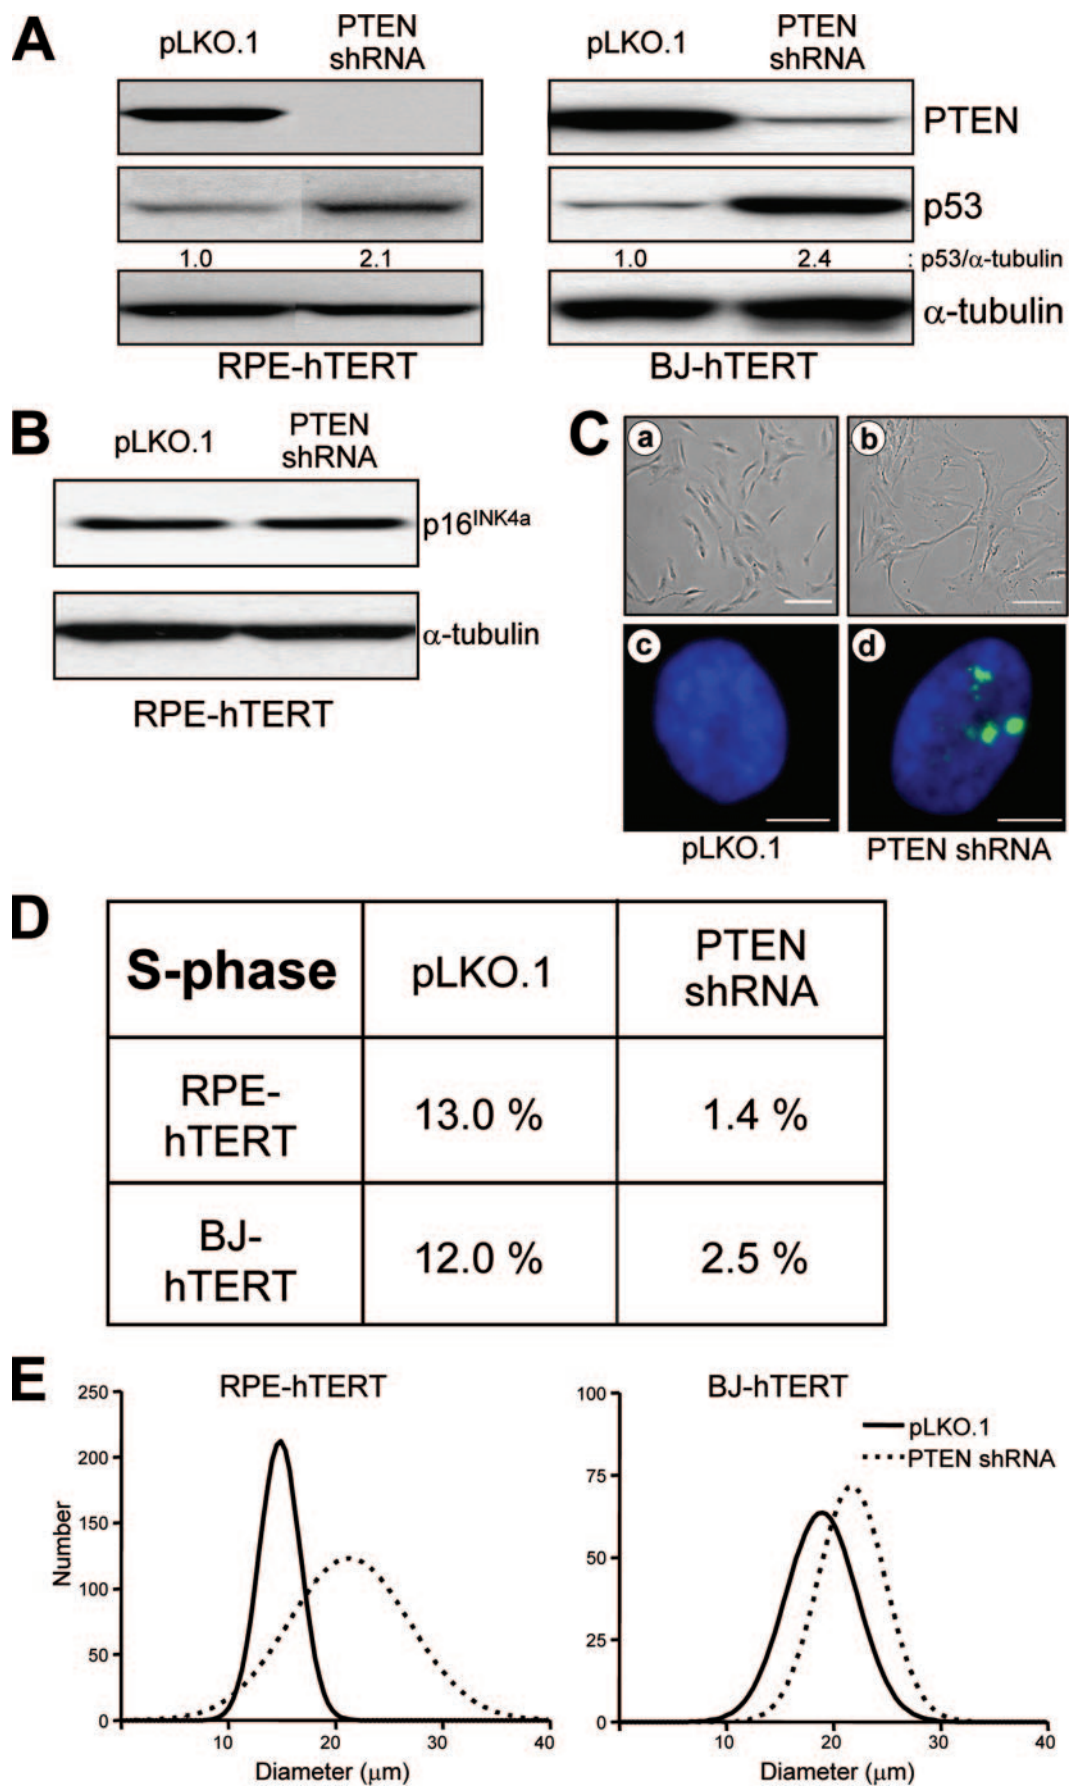 A
pLKO.1
PTEN
shRNA
pLKO.1
PTEN
shRNA
PTEN
p53
1.0
2.1
1.0
2.4
: p53/α-tubulin
α-tubulin
RPE-hTERT
BJ-hTERT
B
pLKO.1
PTEN
shRNA
p16INK4a
α-tubulin
RPE-hTERT
C
a
b
c
d
pLKO.1
PTEN shRNA
D
S-phase
pLKO.1
PTEN
shRNA
RPE-
hTERT
13.0 %
1.4 %
BJ-
hTERT
12.0 %
2.5 %
E
RPE-hTERT
250
200
150
100
50
0
Number
10
20
30
40
Diameter (μm)
BJ-hTERT
pLKO.1
PTEN shRNA
100
75
50
25
0
10
20
30
40
Diameter (μm)